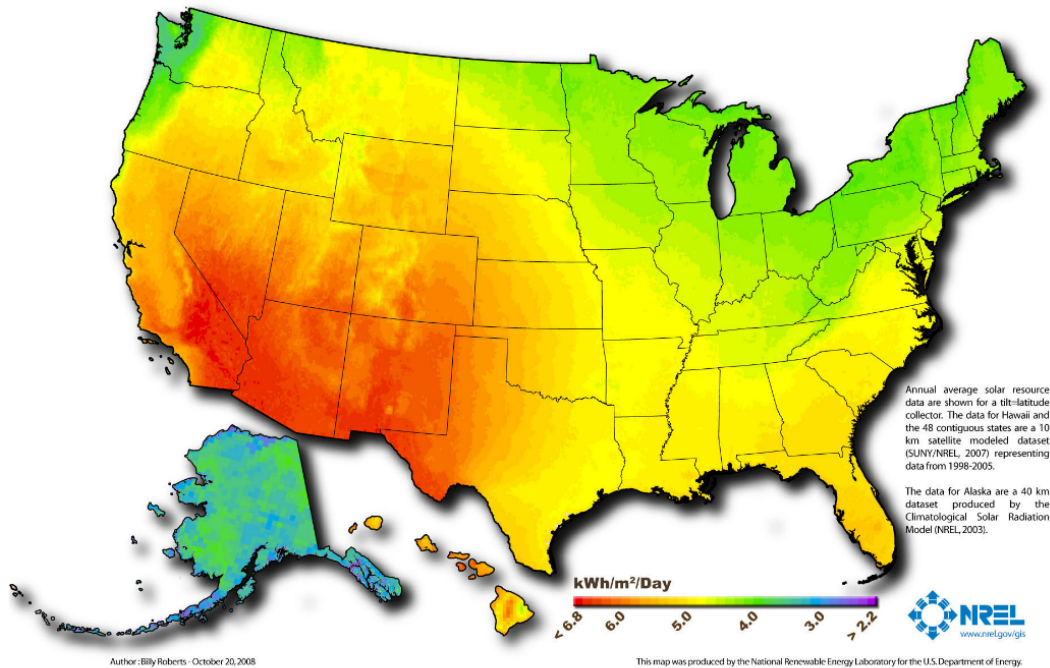 Annual average solar resource
data are shown for a tilt=latitude
collector. The data for Hawaii and
the 48 contiguous states are a 10
km satellite modeled dataset
(SUNY/NREL, 2007) representing
data from 1998-2005.
The data for Alaska are a 40 km
dataset produced by the
Climatological Solar Radiation
Model (NREL, 2003).
kWh/m²/Day
< 6.8 6.0 5.0 4.0 3.0 > 2.2
NREL
www.nrel.gov/gis
Author : Billy Roberts - October 20, 2008
This map was produced by the National Renewable Energy Laboratory for the U.S. Department of Energy.